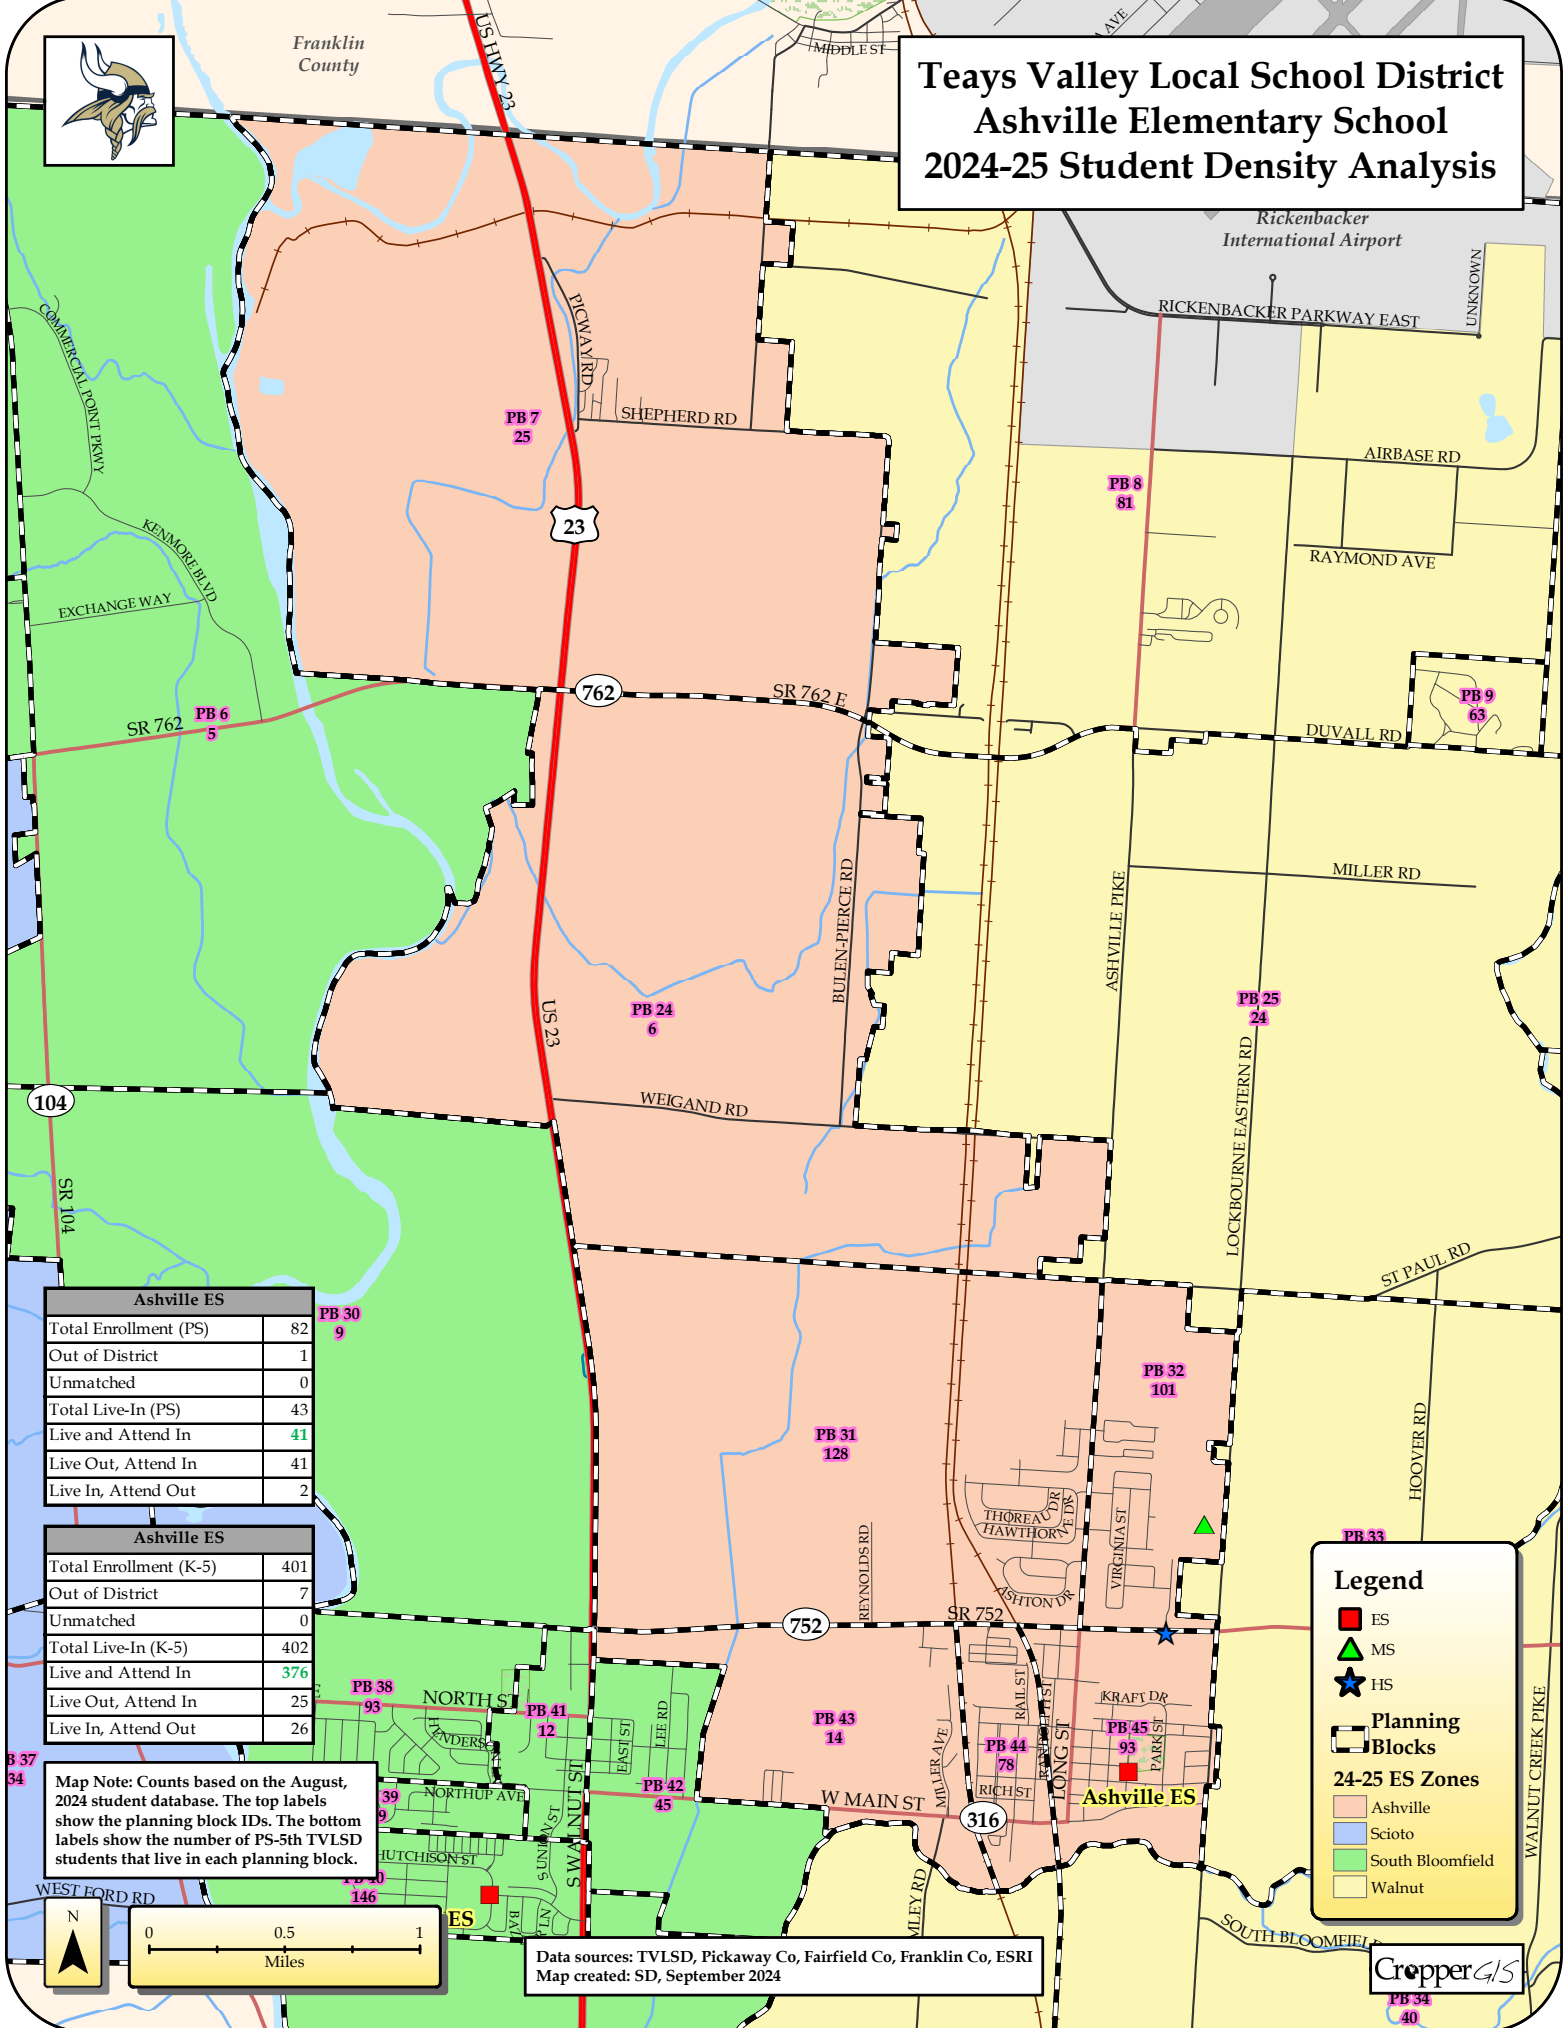 Teays Valley Local School District
Ashville Elementary School
2024-25 Student Density Analysis
Franklin
County
US HWY 23
MIDDLE ST
Rickenbacker
International Airport
RICKENBACKER PARKWAY EAST
UNKNOWN
COMMERCIAL POINT PKWY
PICWAY RD
SHEPHERD RD
PB 7
25
AIRBASE RD
PB 8
81
23
KENMORE BLVD
RAYMOND AVE
EXCHANGE WAY
762
SR 762 E
PB 9
63
SR 762
PB 6
5
DUVALL RD
MILLER RD
ASHVILLE PIKE
BULEN-PIERCE RD
PB 25
24
PB 24
6
US 23
LOCKBOURNE EASTERN RD
WEIGAND RD
104
SR 104
ST PAUL RD
PB 30
9
PB 32
101
HOOVER RD
PB 31
128
THOREAU DR
HAWTHORNE DR
VIRGINIA ST
ASHTON DR
REYNOLDS RD
PB 33
752
SR 752
Ashville ES
Total Enrollment (PS) 82
Out of District 1
Unmatched 0
Total Live-In (PS) 43
Live and Attend In 41
Live Out, Attend In 41
Live In, Attend Out 2
Ashville ES
Total Enrollment (K-5) 401
Out of District 7
Unmatched 0
Total Live-In (K-5) 402
Live and Attend In 376
Live Out, Attend In 25
Live In, Attend Out 26
PB 38
93
NORTH ST
PB 41
12
EAST ST
LEE RD
PB 42
45
NORTHUP AVE
S WALNUT ST
S UNION ST
HUTCHISON ST
B 37
34
39
9
146
ES
WEST FORD RD
PB 43
14
W MAIN ST
MILLER AVE
RAIL ST
RANDOLPH ST
LONG ST
PB 44
78
RICH ST
KRAFT DR
PARK ST
PB 45
93
Ashville ES
316
MLEY RD
WALNUT CREEK PIKE
SOUTH BLOOMFIEL
PB 34
40
Legend
ES
MS
HS
Planning
Blocks
24-25 ES Zones
Ashville
Scioto
South Bloomfield
Walnut
Map Note: Counts based on the August,
2024 student database. The top labels
show the planning block IDs. The bottom
labels show the number of PS-5th TVLSD
students that live in each planning block.
N
0 0.5 1
Miles
Data sources: TVLSD, Pickaway Co, Fairfield Co, Franklin Co, ESRI
Map created: SD, September 2024
Cropper GIS